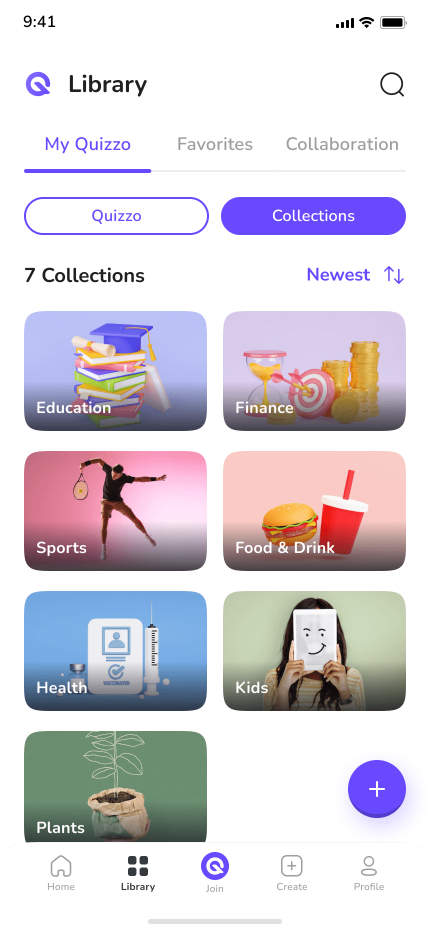 9:41
Library
My Quizzo Favorites Collaboration
Quizzo Collections
7 Collections Newest
Education Finance
Sports Food & Drink
VACCINATED
Health Kids
Plants
Home Library Join Create Profile